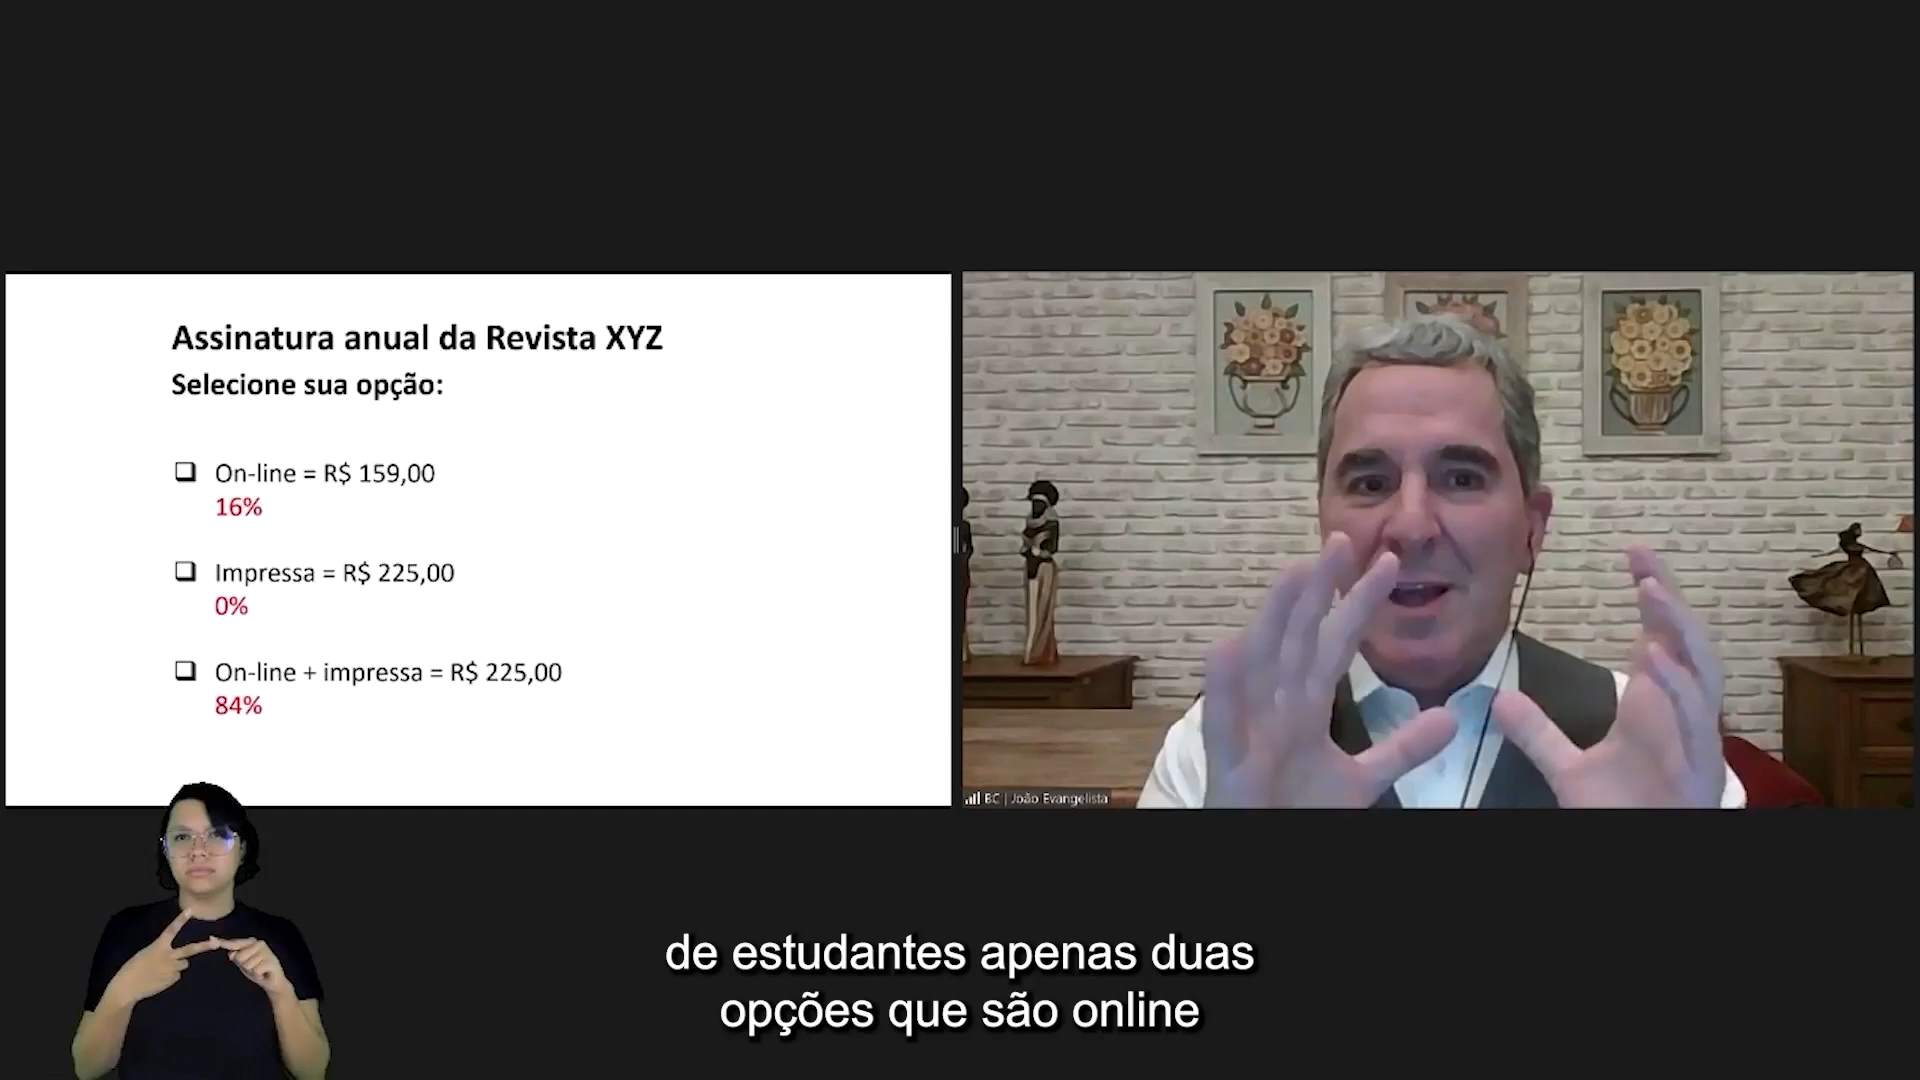 Assinatura anual da Revista XYZ
Selecione sua opção:
On-line = R$ 159,00
16%
Impressa = R$ 225,00
0%
On-line + impressa = R$ 225,00
84%
BC | João Evangelista
de estudantes apenas duas
opções que são online